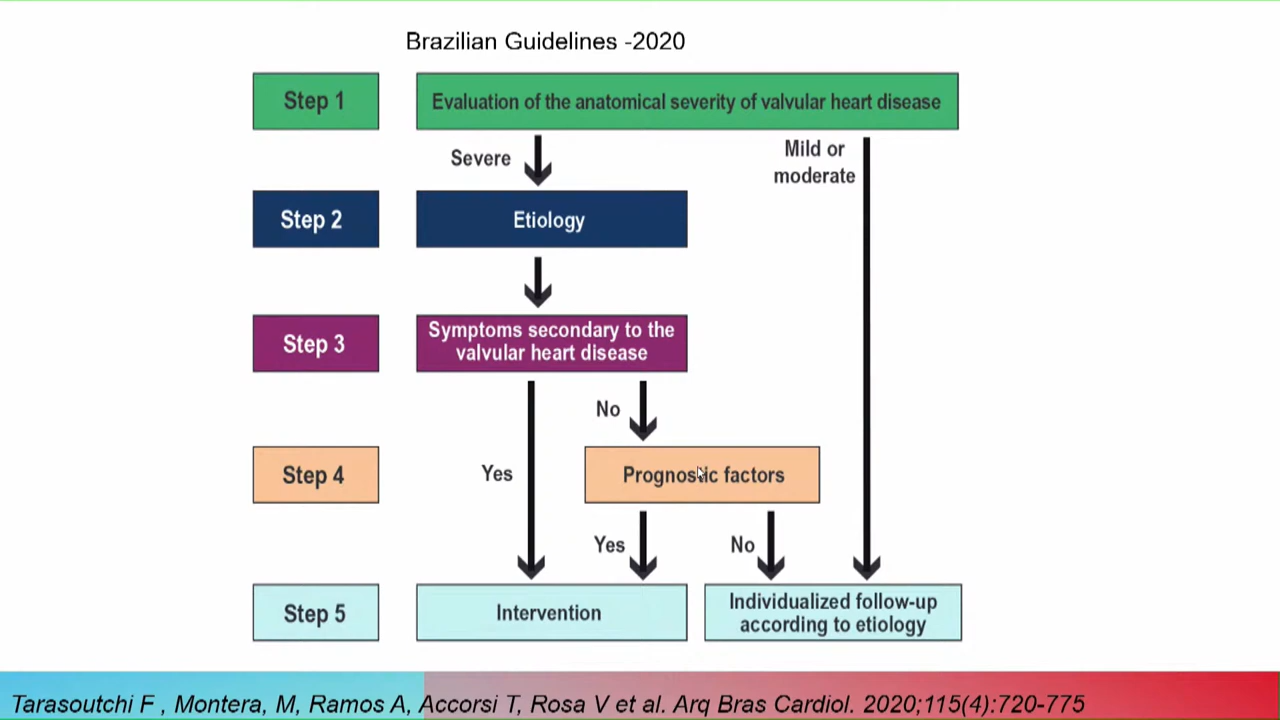 Brazilian Guidelines -2020
Step 1
Evaluation of the anatomical severity of valvular heart disease
Severe
Mild or
moderate
Step 2
Etiology
Step 3
Symptoms secondary to the
valvular heart disease
No
Step 4
Yes
Prognostic factors
Yes
No
Step 5
Intervention
Individualized follow-up
according to etiology
Tarasoutchi F , Montera, M, Ramos A, Accorsi T, Rosa V et al. Arq Bras Cardiol. 2020;115(4):720-775